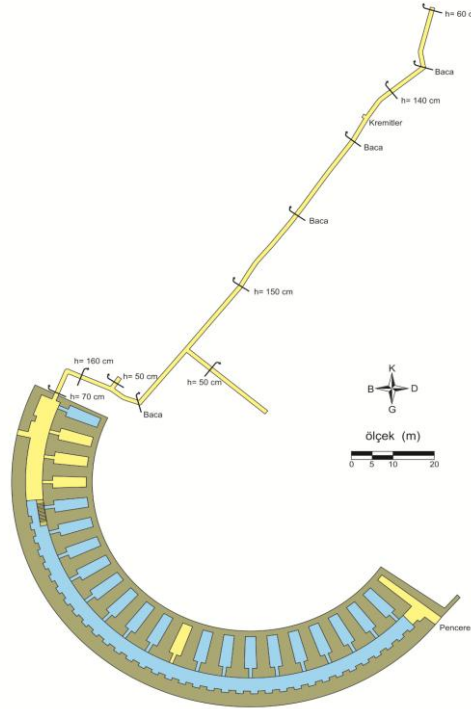 h= 60 c
Baca
h= 140 cm
Kremitler
Baca
Baca
h= 150 cm
h= 160 cm
h= 50 cm
h= 50 cm
h= 70 cm
Baca
K
B D
G
ölçek (m)
0 5 10 20
Pencere